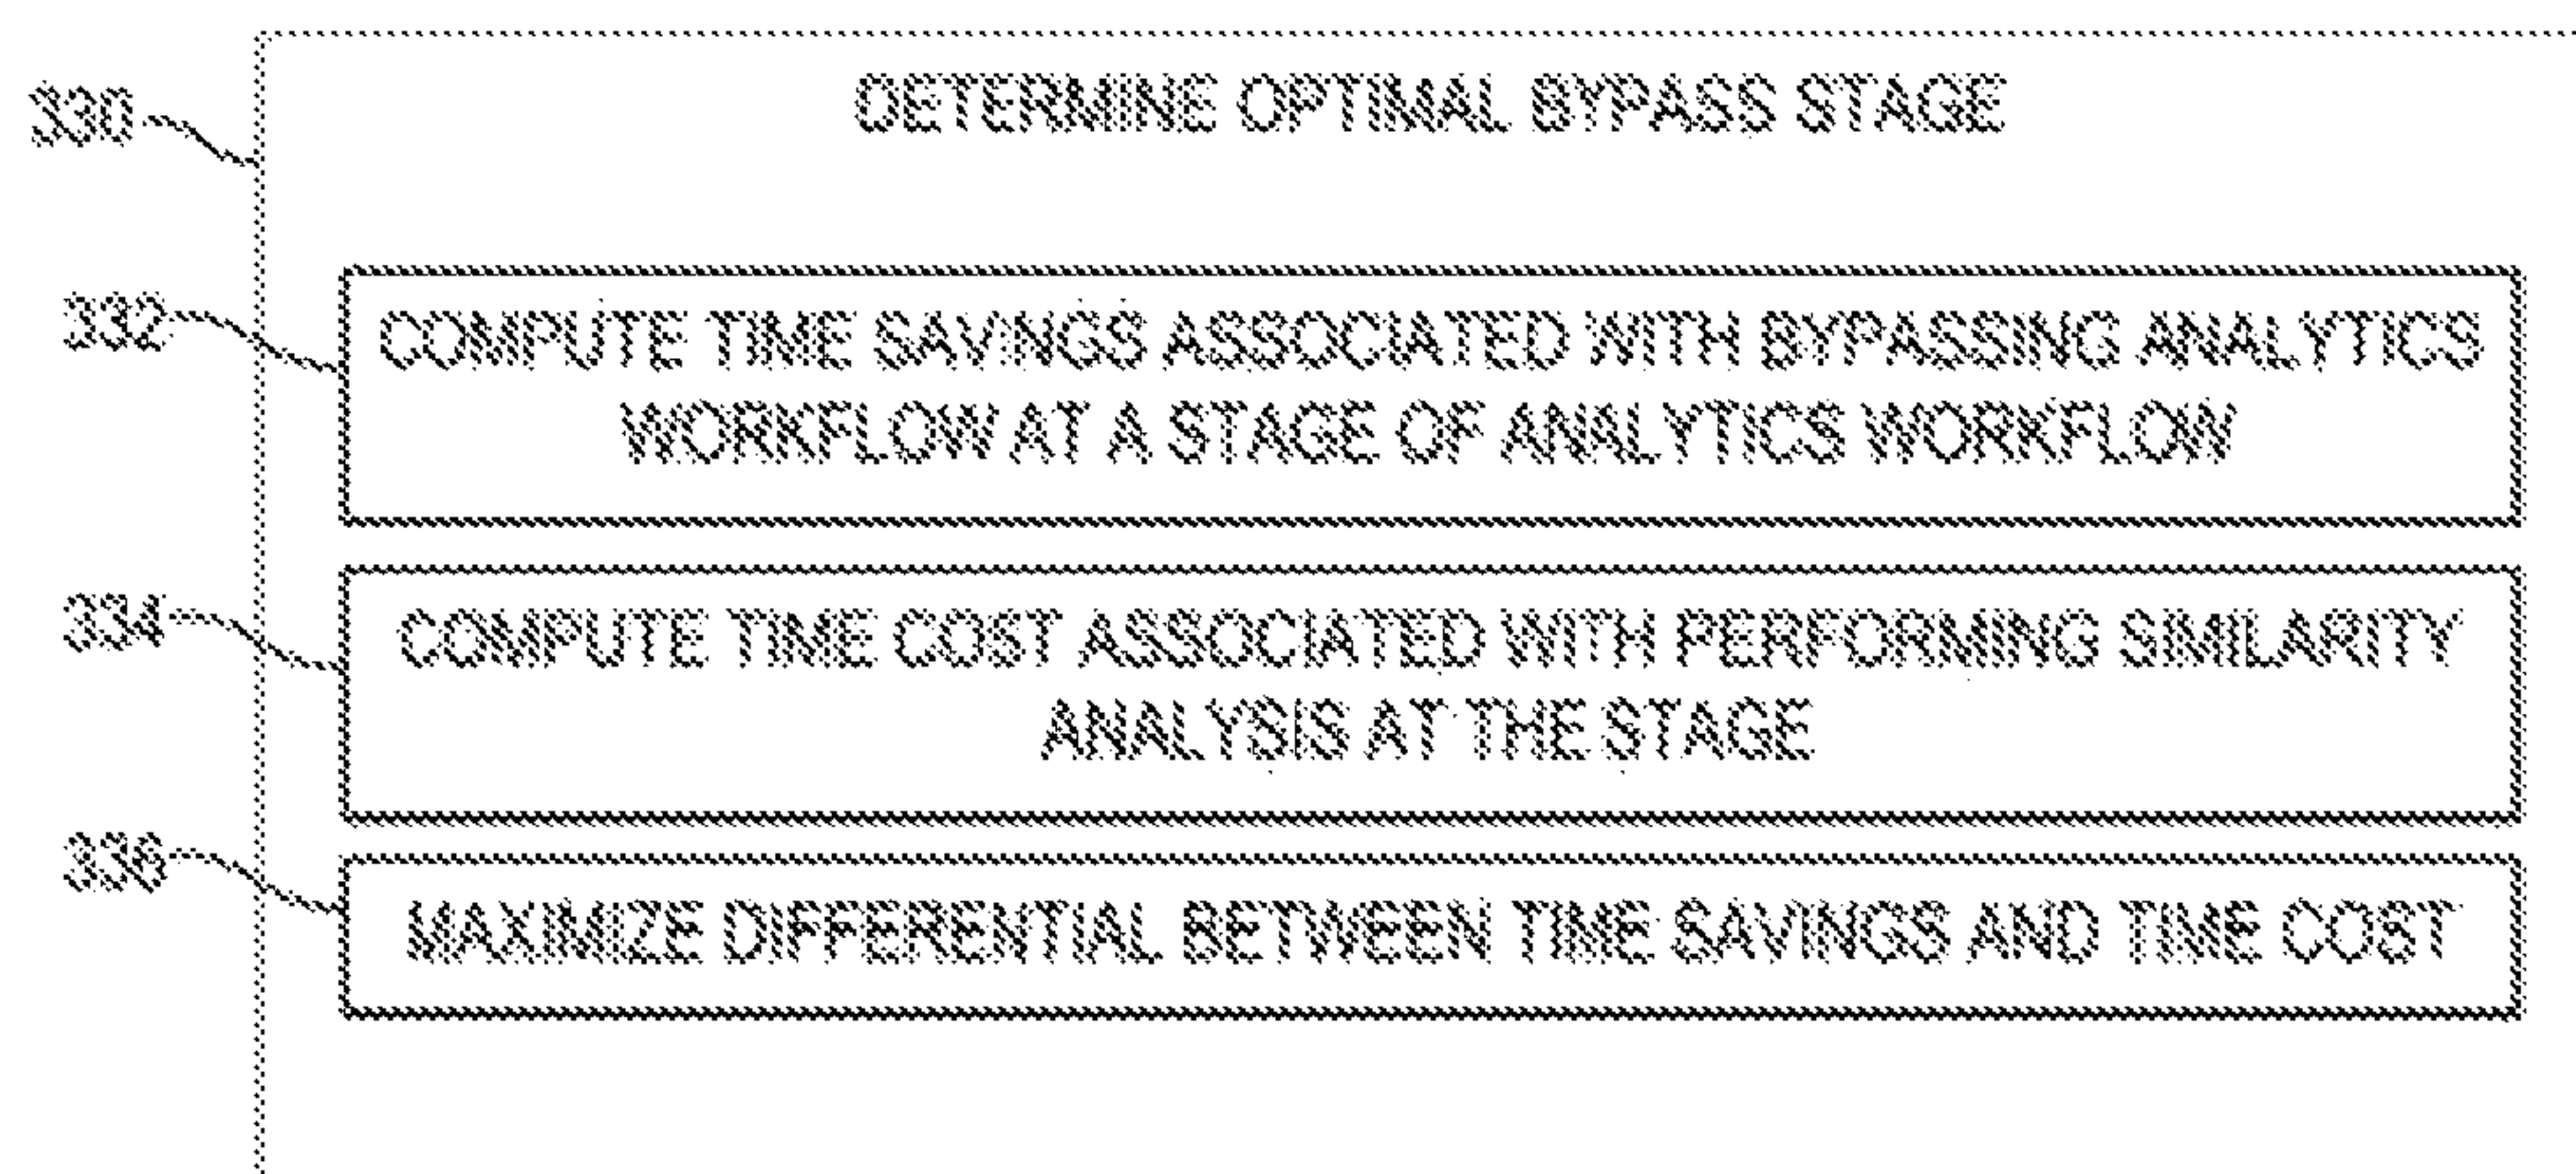 330
DETERMINE OPTIMAL BYPASS STAGE
332
COMPUTE TIME SAVINGS ASSOCIATED WITH BYPASSING ANALYTICS
WORKFLOW AT A STAGE OF ANALYTICS WORKFLOW
334
COMPUTE TIME COST ASSOCIATED WITH PERFORMING SIMILARITY
ANALYSIS AT THE STAGE
336
MAXIMIZE DIFFERENTIAL BETWEEN TIME SAVINGS AND TIME COST